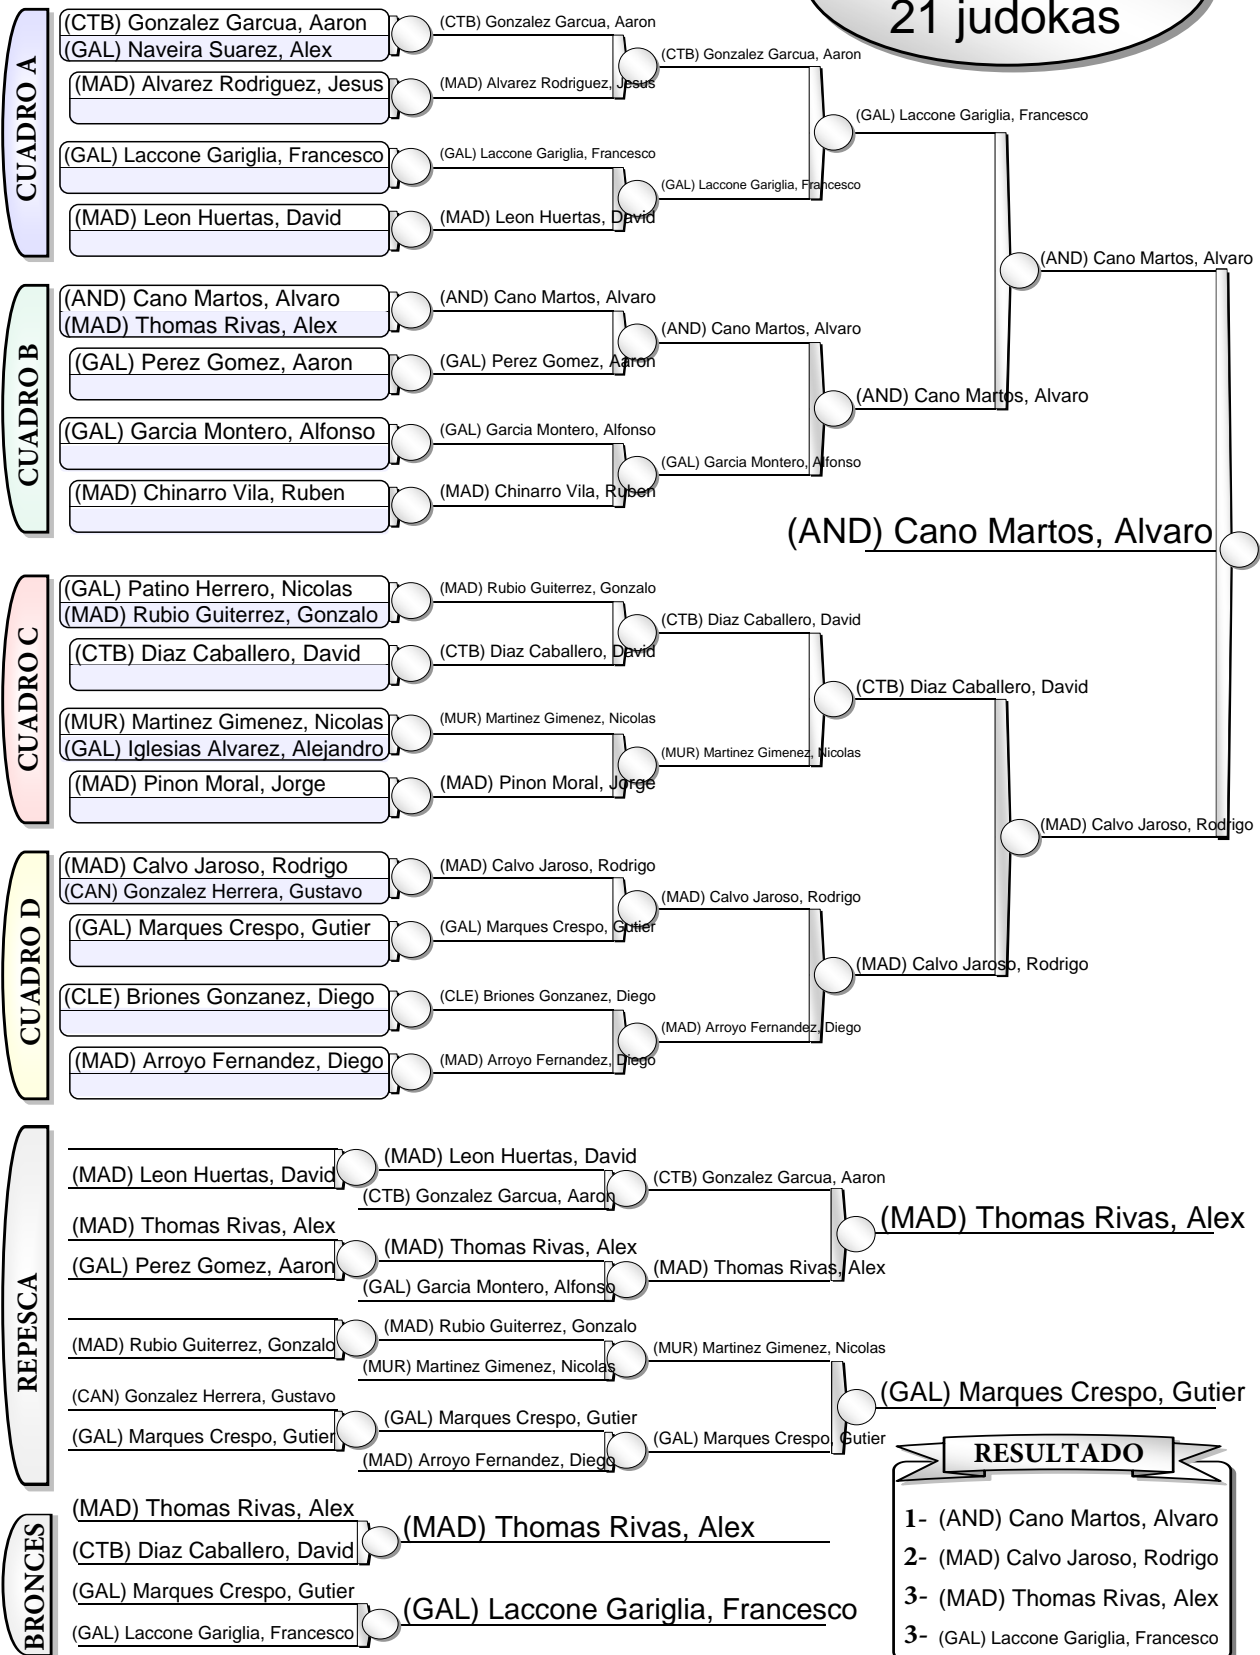 21 judokas
CUADRO A
(CTB) Gonzalez Garcua, Aaron
(GAL) Naveira Suarez, Alex
(MAD) Alvarez Rodriguez, Jesus
(GAL) Laccone Gariglia, Francesco
(MAD) Leon Huertas, David
(CTB) Gonzalez Garcua, Aaron
(MAD) Alvarez Rodriguez, Jesus
(GAL) Laccone Gariglia, Francesco
(MAD) Leon Huertas, David
(CTB) Gonzalez Garcua, Aaron
(GAL) Laccone Gariglia, Francesco
(GAL) Laccone Gariglia, Francesco
CUADRO B
(AND) Cano Martos, Alvaro
(MAD) Thomas Rivas, Alex
(GAL) Perez Gomez, Aaron
(GAL) Garcia Montero, Alfonso
(MAD) Chinarro Vila, Ruben
(AND) Cano Martos, Alvaro
(GAL) Perez Gomez, Aaron
(GAL) Garcia Montero, Alfonso
(MAD) Chinarro Vila, Ruben
(AND) Cano Martos, Alvaro
(GAL) Garcia Montero, Alfonso
(AND) Cano Martos, Alvaro
(AND) Cano Martos, Alvaro
(AND) Cano Martos, Alvaro
CUADRO C
(GAL) Patino Herrero, Nicolas
(MAD) Rubio Guiterrez, Gonzalo
(CTB) Diaz Caballero, David
(MUR) Martinez Gimenez, Nicolas
(GAL) Iglesias Alvarez, Alejandro
(MAD) Pinon Moral, Jorge
(MAD) Rubio Guiterrez, Gonzalo
(CTB) Diaz Caballero, David
(MUR) Martinez Gimenez, Nicolas
(MAD) Pinon Moral, Jorge
(CTB) Diaz Caballero, David
(MUR) Martinez Gimenez, Nicolas
(CTB) Diaz Caballero, David
CUADRO D
(MAD) Calvo Jaroso, Rodrigo
(CAN) Gonzalez Herrera, Gustavo
(GAL) Marques Crespo, Gutier
(CLE) Briones Gonzanez, Diego
(MAD) Arroyo Fernandez, Diego
(MAD) Calvo Jaroso, Rodrigo
(GAL) Marques Crespo, Gutier
(CLE) Briones Gonzanez, Diego
(MAD) Arroyo Fernandez, Diego
(MAD) Calvo Jaroso, Rodrigo
(MAD) Arroyo Fernandez, Diego
(MAD) Calvo Jaroso, Rodrigo
(MAD) Calvo Jaroso, Rodrigo
REPESCA
(MAD) Leon Huertas, David
(MAD) Thomas Rivas, Alex
(GAL) Perez Gomez, Aaron
(MAD) Rubio Guiterrez, Gonzalo
(CAN) Gonzalez Herrera, Gustavo
(GAL) Marques Crespo, Gutier
(MAD) Leon Huertas, David
(CTB) Gonzalez Garcua, Aaron
(MAD) Thomas Rivas, Alex
(GAL) Garcia Montero, Alfonso
(MAD) Rubio Guiterrez, Gonzalo
(MUR) Martinez Gimenez, Nicolas
(GAL) Marques Crespo, Gutier
(MAD) Arroyo Fernandez, Diego
(CTB) Gonzalez Garcua, Aaron
(MAD) Thomas Rivas, Alex
(MUR) Martinez Gimenez, Nicolas
(GAL) Marques Crespo, Gutier
(MAD) Thomas Rivas, Alex
(GAL) Marques Crespo, Gutier
BRONCES
(MAD) Thomas Rivas, Alex
(CTB) Diaz Caballero, David
(GAL) Marques Crespo, Gutier
(GAL) Laccone Gariglia, Francesco
(MAD) Thomas Rivas, Alex
(GAL) Laccone Gariglia, Francesco
RESULTADO
1- (AND) Cano Martos, Alvaro
2- (MAD) Calvo Jaroso, Rodrigo
3- (MAD) Thomas Rivas, Alex
3- (GAL) Laccone Gariglia, Francesco